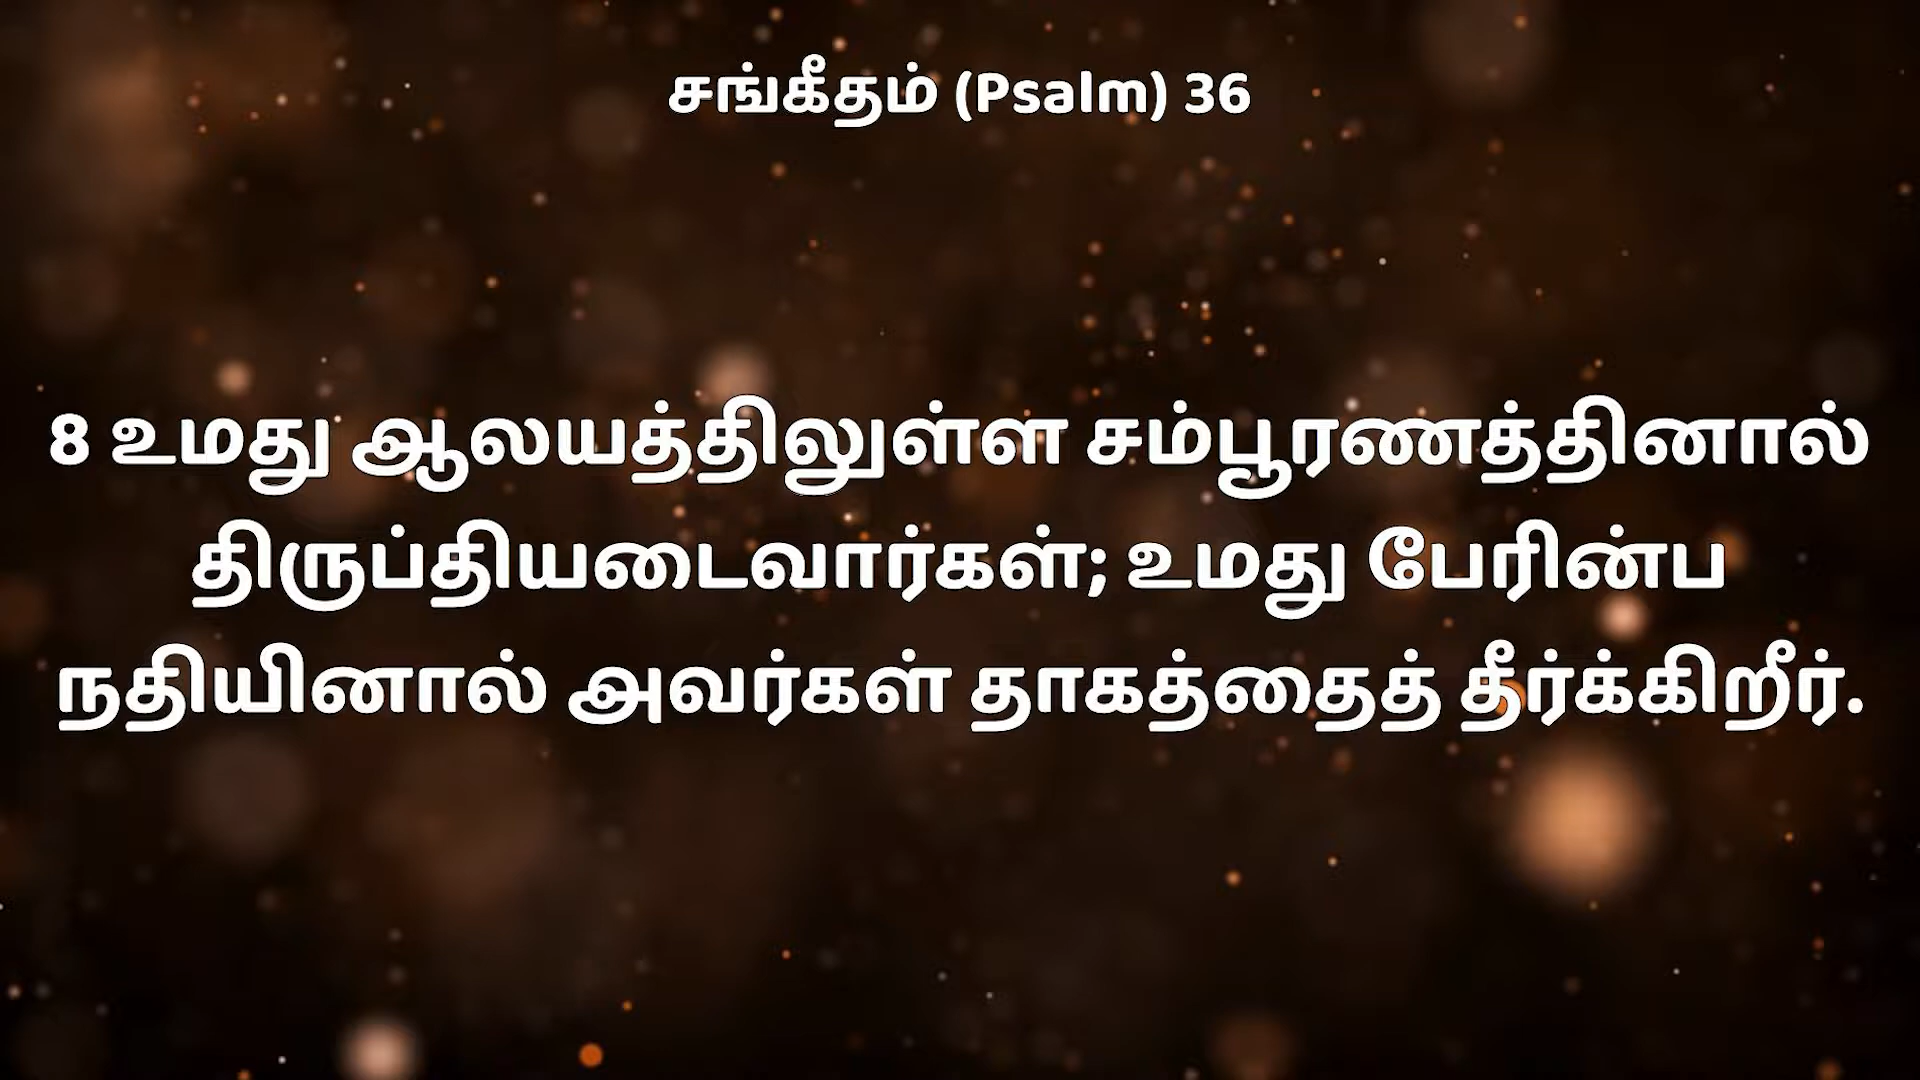 சங்கீதம் (Psalm) 36
8 உமது ஆலயத்திலுள்ள சம்பூரணத்தினால்
திருப்தியடைவார்கள்; உமது பேரின்ப
நதியினால் அவர்கள் தாகத்தைத் தீர்க்கிறீர்.